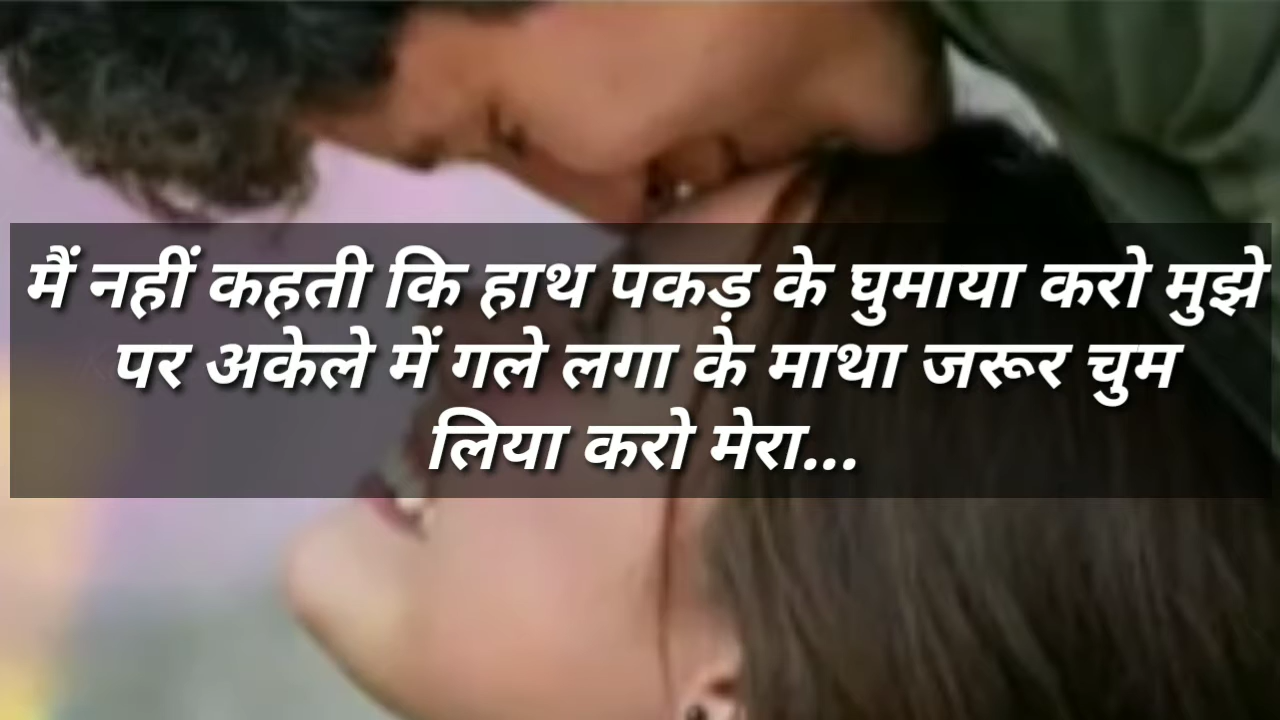 मैं नहीं कहती कि हाथ पकड़ के घुमाया करो मुझे
पर अकेले में गले लगा के माथा जरूर चुम
लिया करो मेरा...